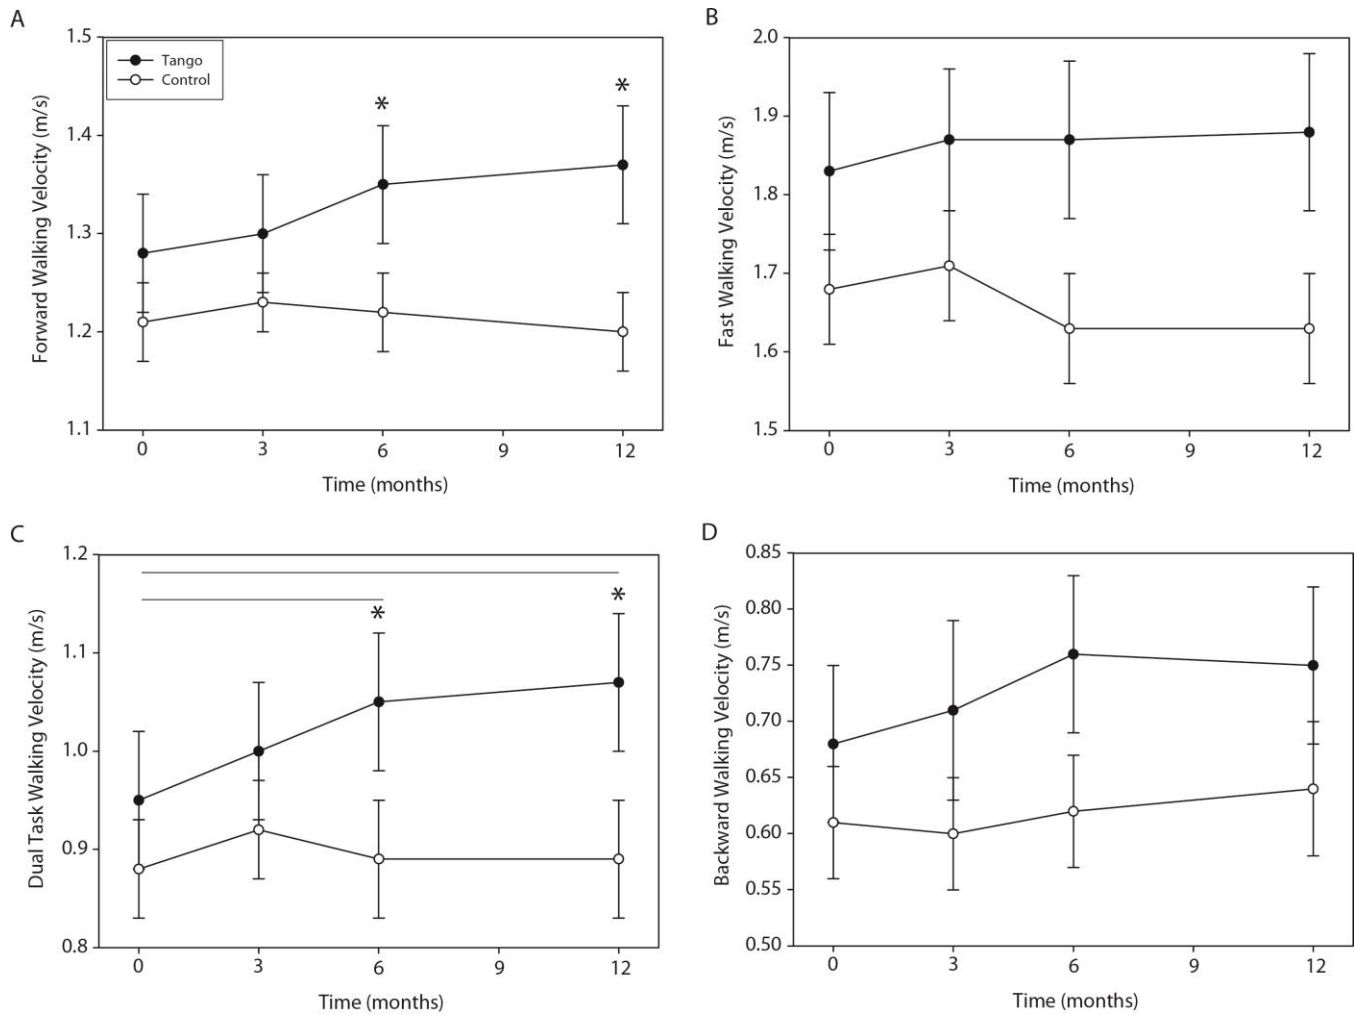 A
Forward Walking Velocity (m/s)
1.5
1.4
1.3
1.2
1.1
Tango
Control
*
*
0 3 6 9 12
Time (months)
B
Fast Walking Velocity (m/s)
2.0
1.9
1.8
1.7
1.6
1.5
0 3 6 9 12
Time (months)
C
Dual Task Walking Velocity (m/s)
1.2
1.1
1.0
0.9
0.8
*
*
0 3 6 9 12
Time (months)
D
Backward Walking Velocity (m/s)
0.85
0.80
0.75
0.70
0.65
0.60
0.55
0.50
0 3 6 9 12
Time (months)